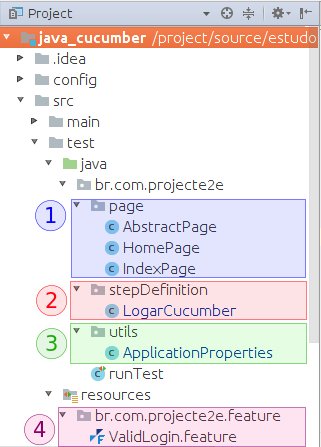 Project
java_cucumber /project/source/estudo
.idea
config
src
main
test
java
br.com.projecte2e
1 page
AbstractPage
HomePage
IndexPage
2 stepDefinition
LogarCucumber
3 utils
ApplicationProperties
runTest
resources
4 br.com.projecte2e.feature
ValidLogin.feature